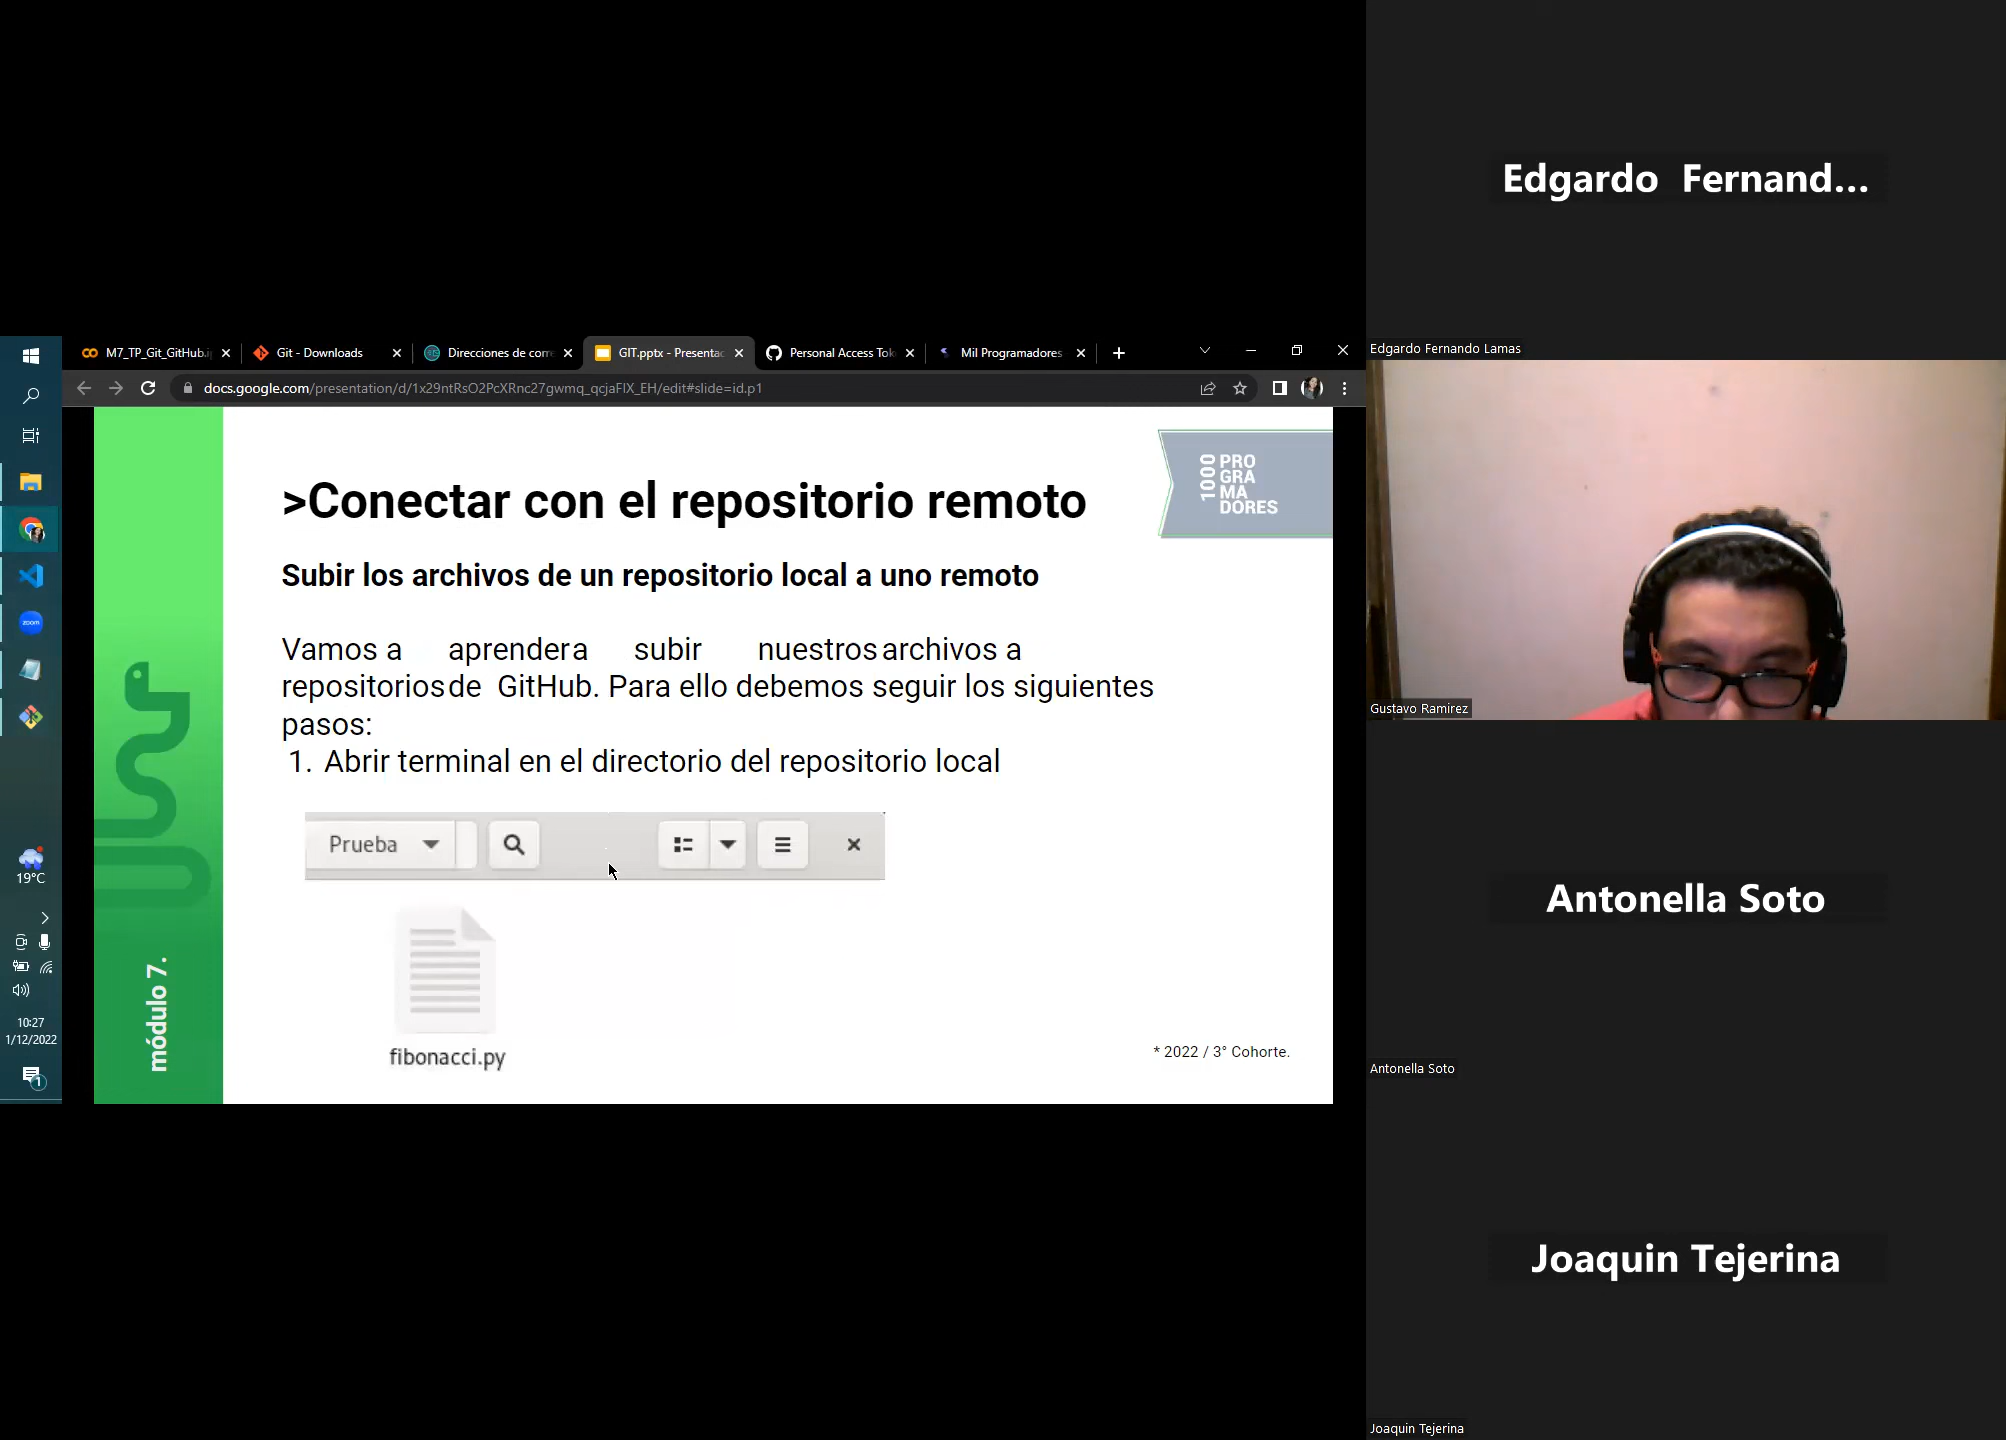 M7_TP_Git_GitHub.i
Git - Downloads
Direcciones de corre
GIT.pptx - Presentac
Personal Access Tok
Mil Programadores
docs.google.com/presentation/d/1x29ntRsO2PcXRnc27gwmq_qcjaFlX_EH/edit#slide=id.p1
>Conectar con el repositorio remoto
1000
PRO
GRA
MA
DORES
Subir los archivos de un repositorio local a uno remoto
Vamos a aprender a subir nuestros archivos a
repositorios de GitHub. Para ello debemos seguir los siguientes
pasos:
1. Abrir terminal en el directorio del repositorio local
Prueba
fibonacci.py
módulo 7.
* 2022 / 3° Cohorte.
zoom
19°C
10:27
1/12/2022
1
Edgardo Fernand...
Edgardo Fernando Lamas
Gustavo Ramirez
Antonella Soto
Antonella Soto
Joaquin Tejerina
Joaquin Tejerina